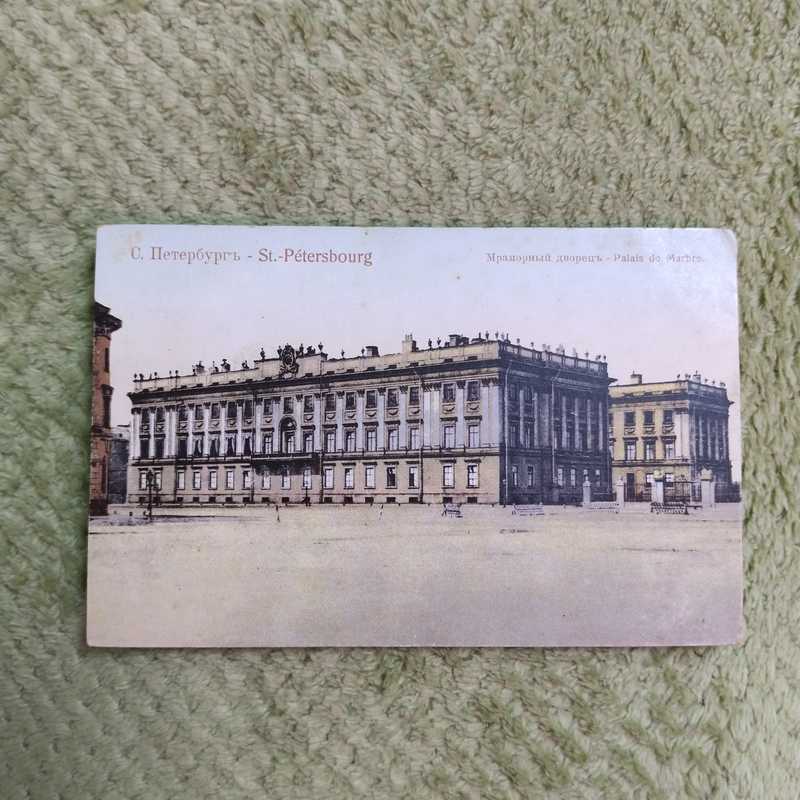 С. Петербургъ - St.-Pétersbourg
Мраморный дворецъ - Palais de Marbre.